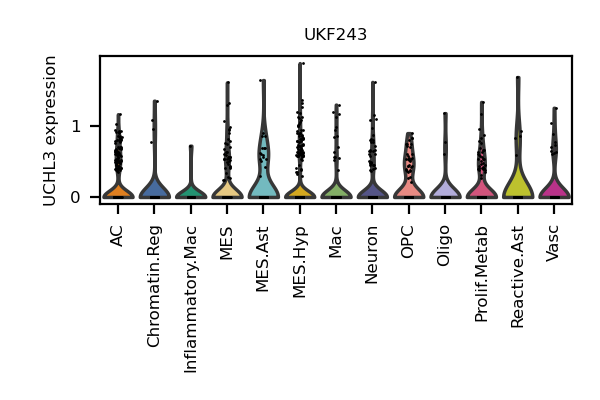 UKF243
UCHL3 expression
1
0
AC
Chromatin.Reg
Inflammatory.Mac
MES
MES.Ast
MES.Hyp
Mac
Neuron
OPC
Oligo
Prolif.Metab
Reactive.Ast
Vasc